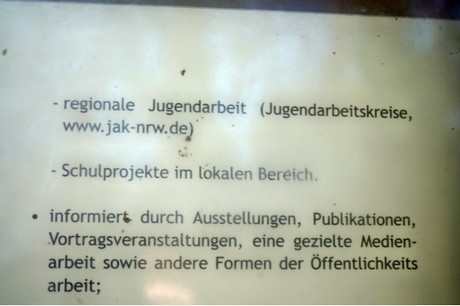 - regionale Jugendarbeit (Jugendarbeitskreise,
www.jak-nrw.de)
- Schulprojekte im lokalen Bereich.
• informiert durch Ausstellungen, Publikationen,
Vortragsveranstaltungen, eine gezielte Medien-
arbeit sowie andere Formen der Öffentlichkeits
arbeit;